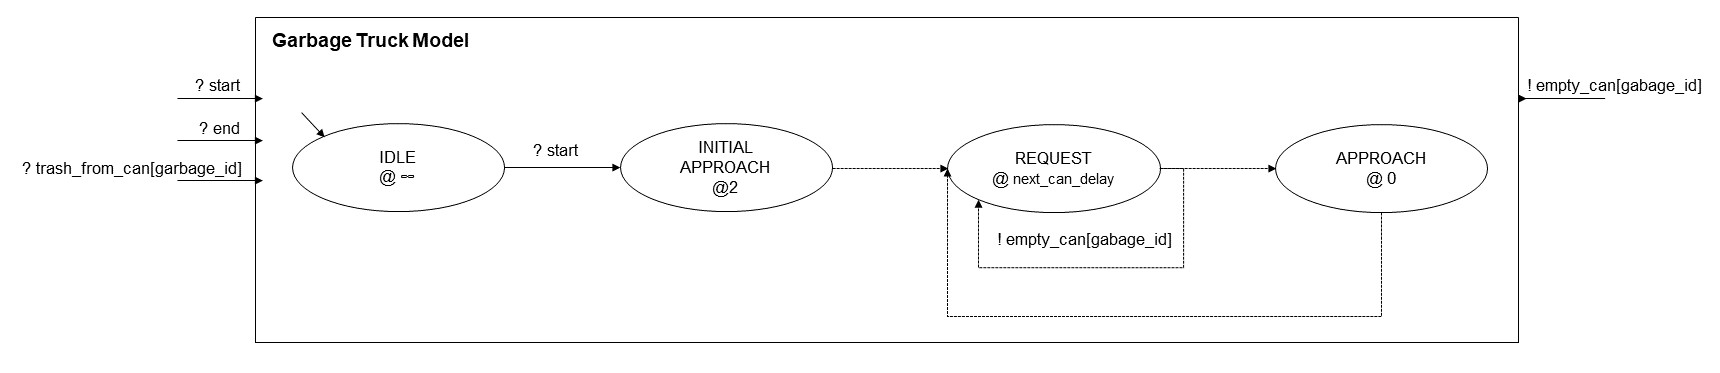 Garbage Truck Model
? start
? end
? trash_from_can[garbage_id]
! empty_can[gabage_id]
IDLE
@ ∞
? start
INITIAL
APPROACH
@2
REQUEST
@ next_can_delay
APPROACH
@ 0
! empty_can[gabage_id]